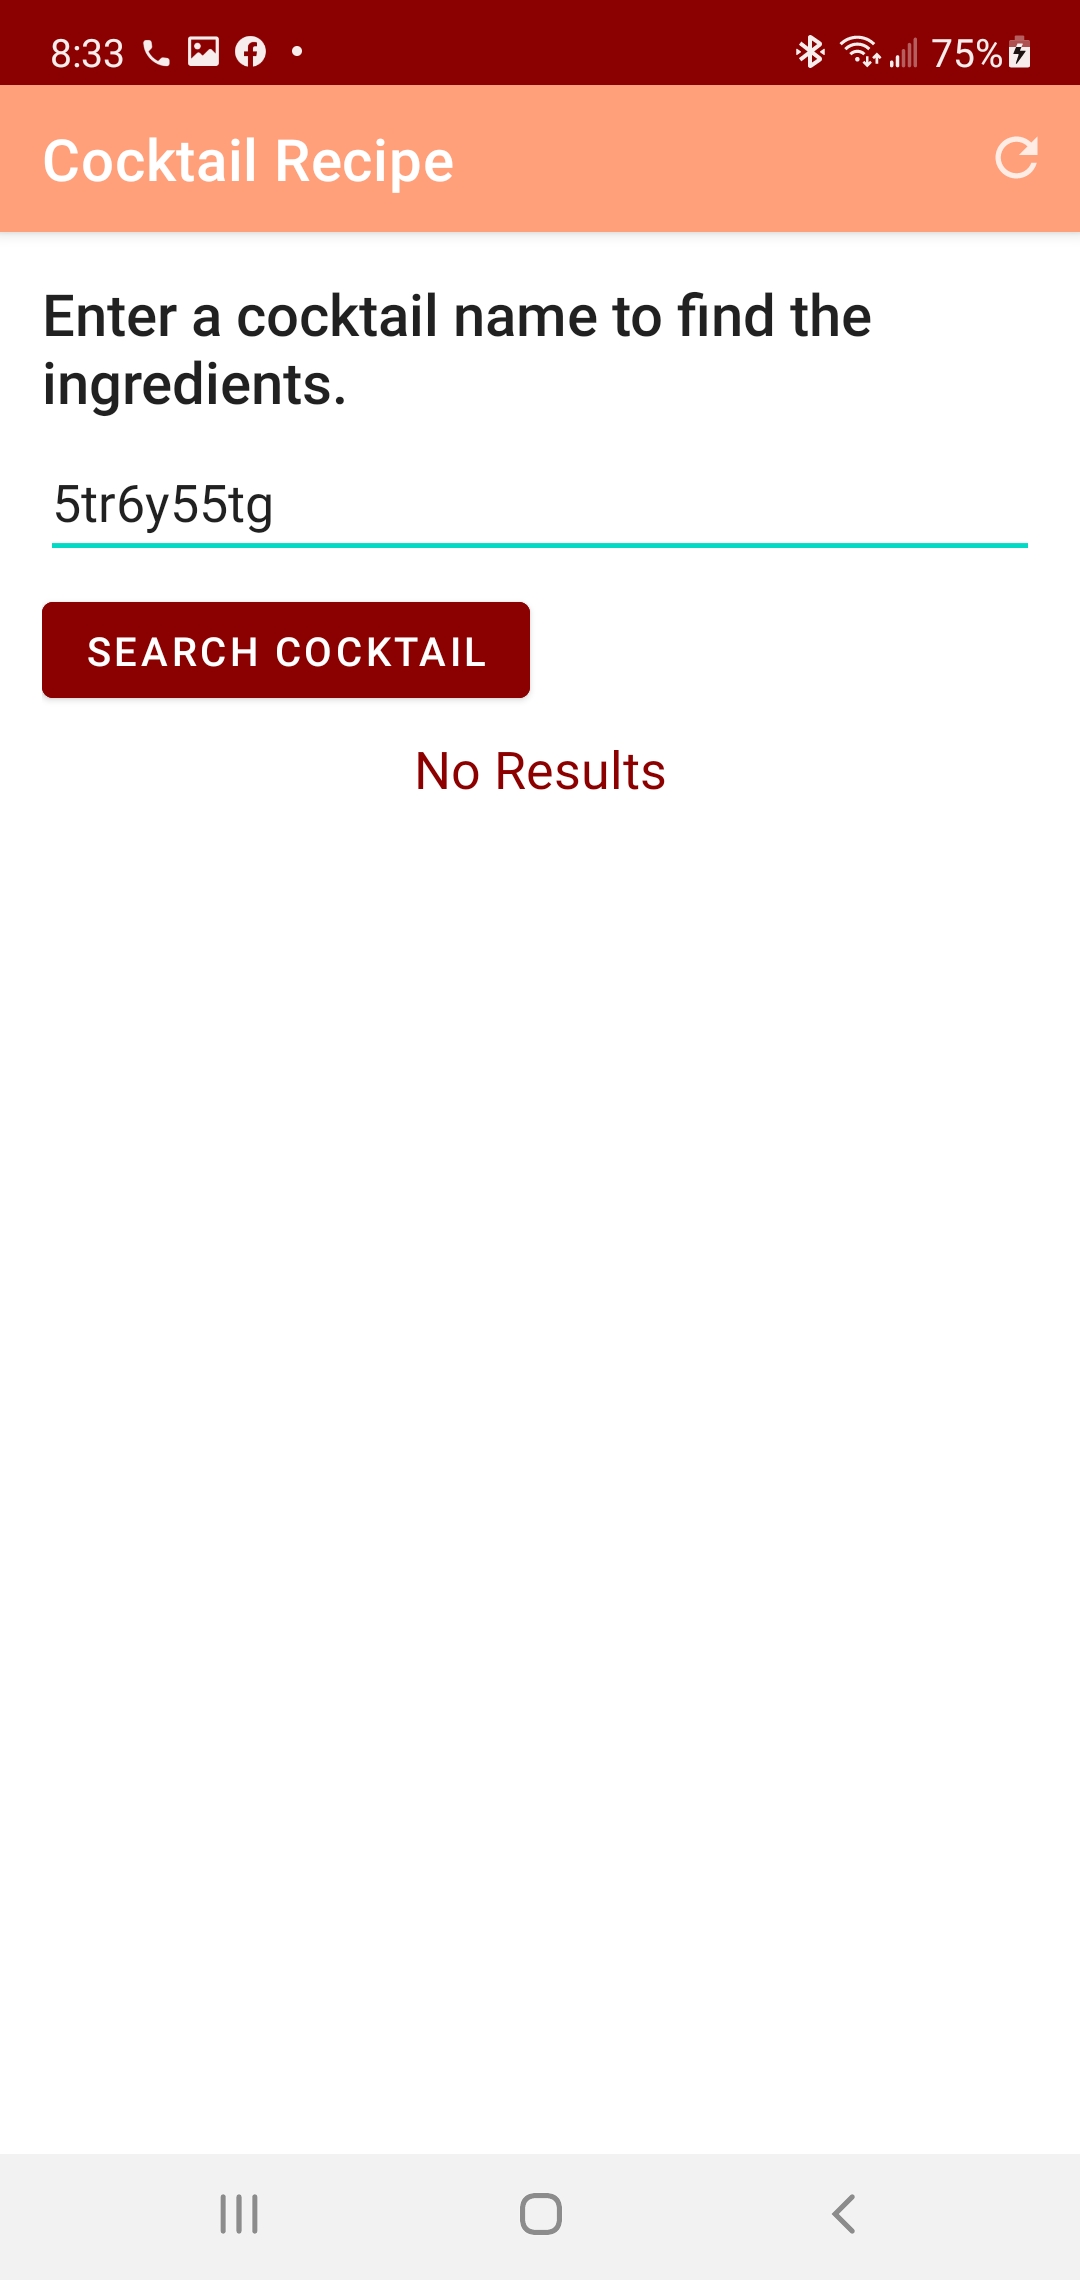 8:33
75%
Cocktail Recipe
Enter a cocktail name to find the
ingredients.
5tr6y55tg
SEARCH COCKTAIL
No Results